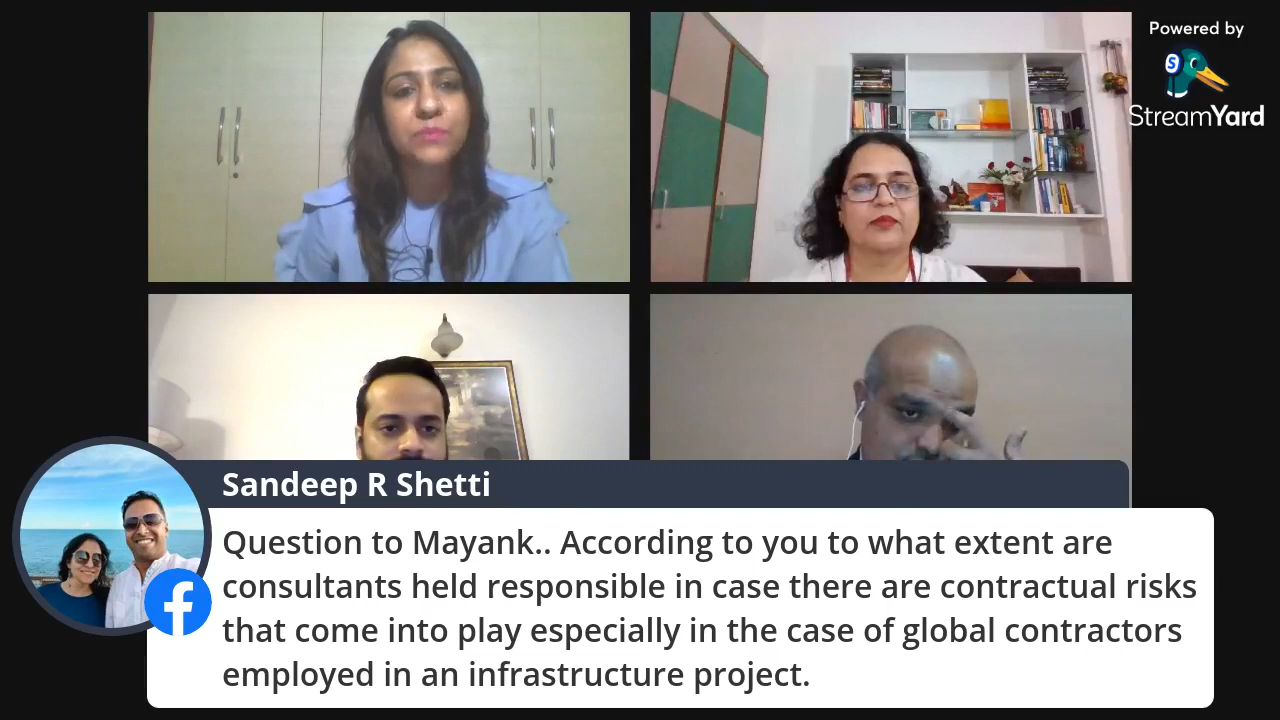 Powered by
StreamYard
Sandeep R Shetti
Question to Mayank.. According to you to what extent are
consultants held responsible in case there are contractual risks
that come into play especially in the case of global contractors
employed in an infrastructure project.